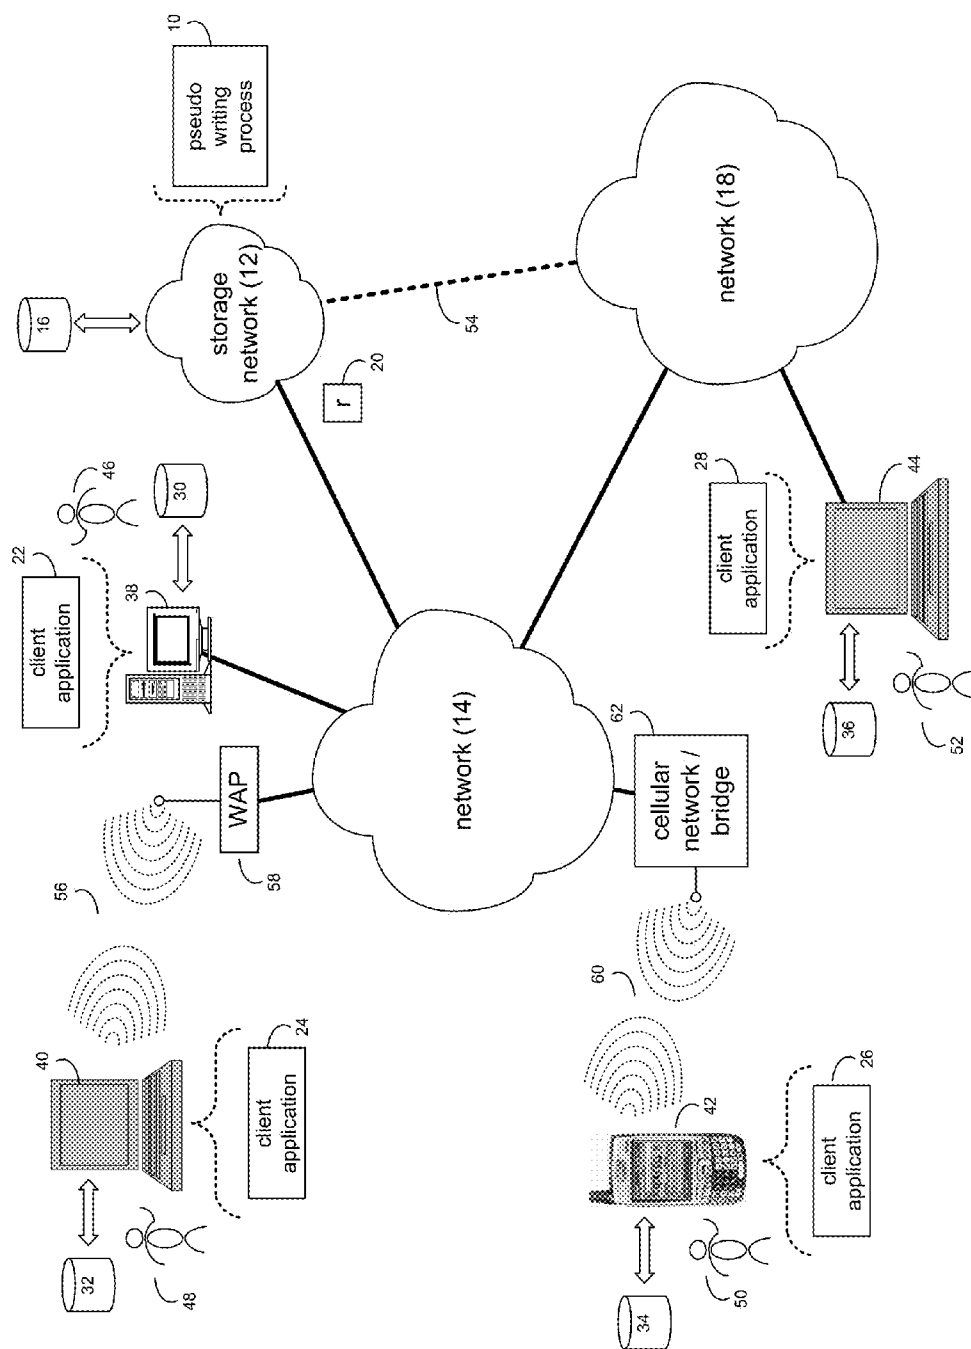 32
40
48
client
application
24
56
58
WAP
client
application
22
38
46
30
16
storage
network (12)
pseudo
writing
process
10
r
20
54
network (14)
34
42
50
client
application
26
60
cellular
network /
bridge
62
36
52
client
application
28
44
network (18)